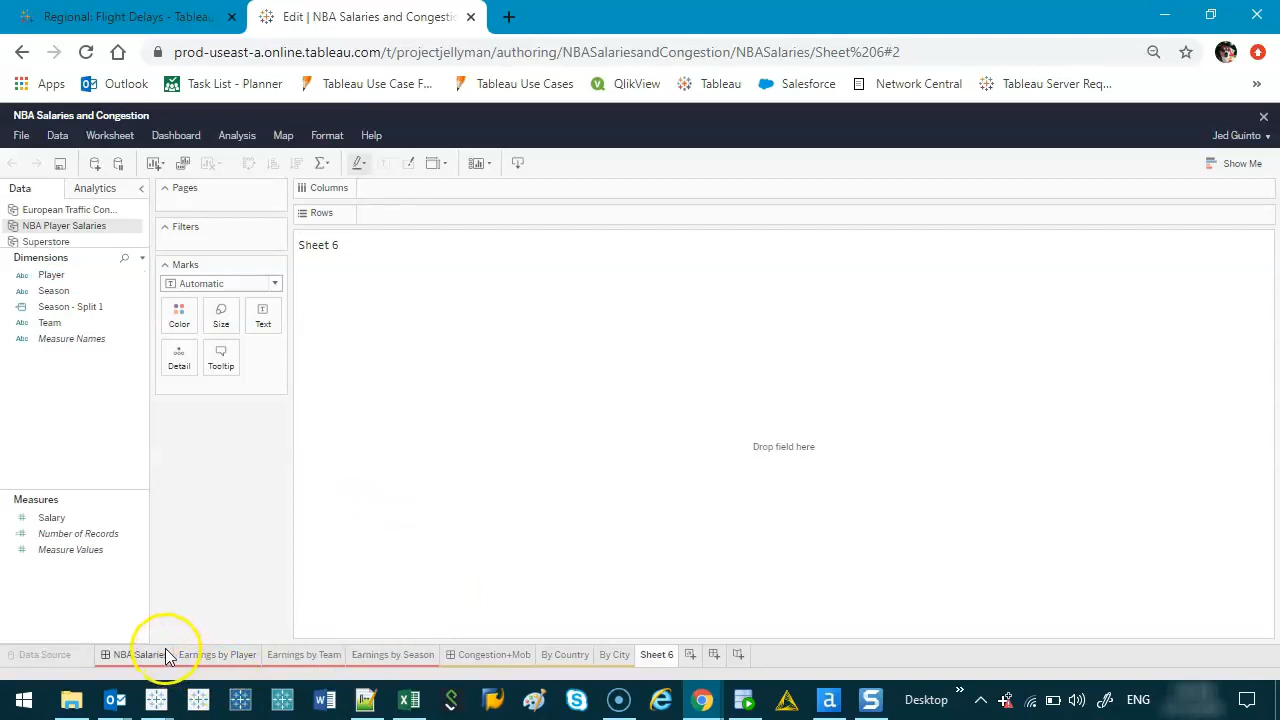 Regional: Flight Delays - Tableau
Edit | NBA Salaries and Congestio
prod-useast-a.online.tableau.com/t/projectjellyman/authoring/NBASalariesandCongestion/NBASalaries/Sheet%206#2
Apps Outlook Task List - Planner Tableau Use Case F... Tableau Use Cases QlikView Tableau Salesforce Network Central Tableau Server Req... »
NBA Salaries and Congestion
File Data Worksheet Dashboard Analysis Map Format Help
Jed Guinto
Show Me
Data Analytics
European Traffic Con...
NBA Player Salaries
Superstore
Dimensions
Abc Player
Abc Season
Season - Split 1
Abc Team
Abc Measure Names
Measures
# Salary
=# Number of Records
# Measure Values
Pages
Filters
Marks
Automatic
Color Size Text
Detail Tooltip
Columns
Rows
Sheet 6
Drop field here
Data Source NBA Salaries Earnings by Player Earnings by Team Earnings by Season Congestion+Mob By Country By City Sheet 6
Desktop » ENG